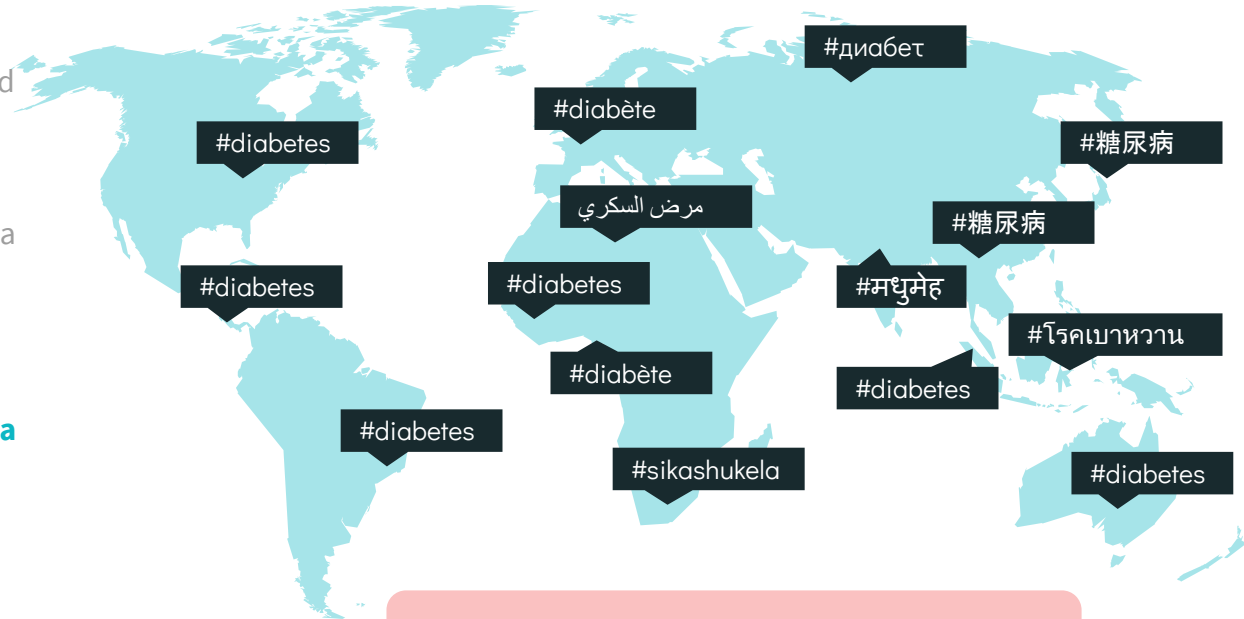 d
#диабет
#diabète
#diabetes
#糖尿病
مرض السكري
#糖尿病
a
#diabetes
#diabetes
#मधुमेह
#โรคเบาหวาน
#diabète
#diabetes
#diabetes
a
#sikashukela
#diabetes